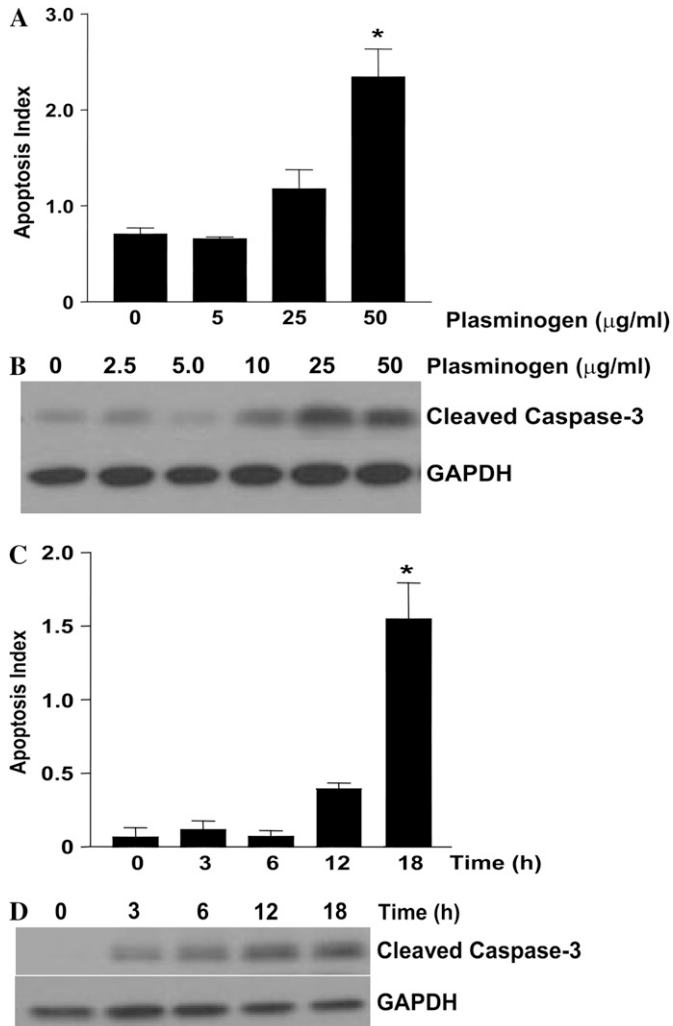 A
3.0
*
2.0
Apoptosis Index
1.0
0
0 5 25 50 Plasminogen (μg/ml)
B 0 2.5 5.0 10 25 50 Plasminogen (μg/ml)
Cleaved Caspase-3
GAPDH
C
2.0
*
1.5
Apoptosis Index
1.0
0.5
0
0 3 6 12 18 Time (h)
D 0 3 6 12 18 Time (h)
Cleaved Caspase-3
GAPDH